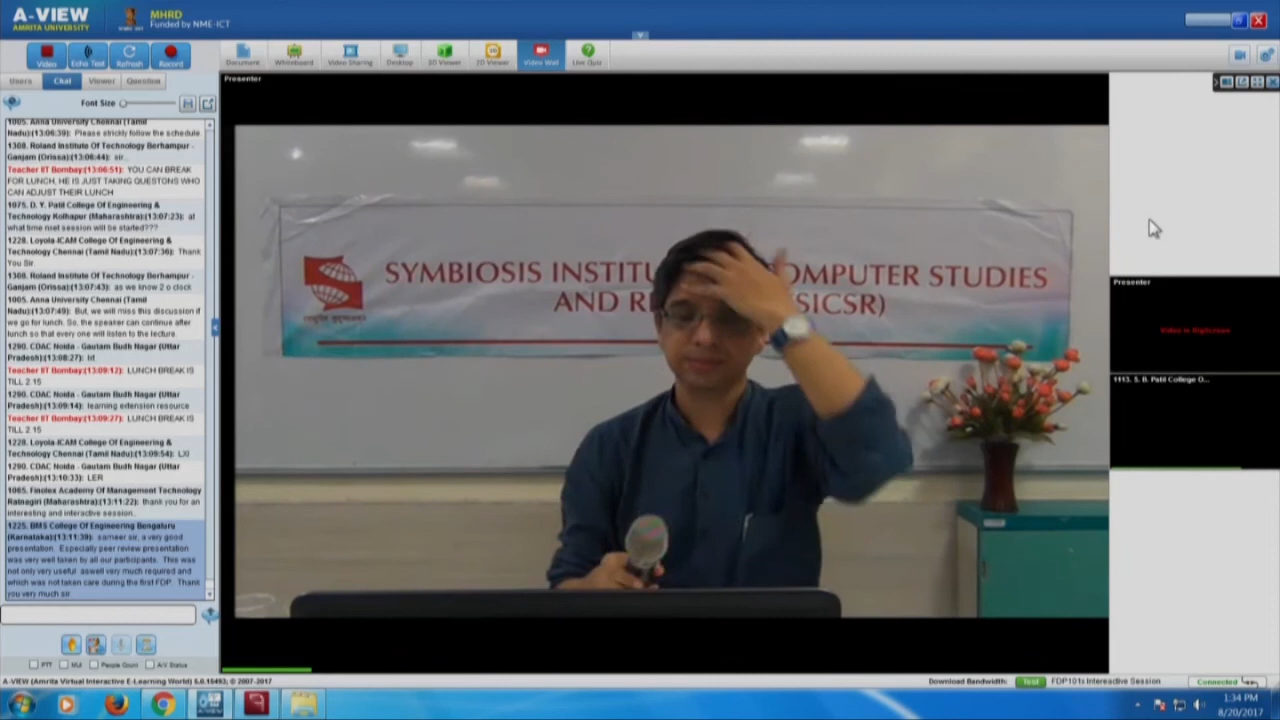 A-VIEW
AMRITA UNIVERSITY
MHRD
Funded by NME-ICT
Video
Echo Test
Refresh
Record
Document
Whiteboard
Video Sharing
Desktop
3D Viewer
2D Viewer
Video Wall
Live Quiz
Users
Chat
Viewer
Question
Font Size
1005. Anna University Chennai (Tamil
Nadu):(13:06:39): Please strictly follow the schedule
1308. Roland Institute Of Technology Berhampur -
Ganjam (Orissa):(13:06:44): sir..
Teacher IIT Bombay:(13:06:51): YOU CAN BREAK
FOR LUNCH, HE IS JUST TAKING QUESTONS WHO
CAN ADJUST THEIR LUNCH
1075. D. Y. Patil College Of Engineering &
Technology Kolhapur (Maharashtra):(13:07:23): at
what time nxet session will be started???
1228. Loyola-ICAM College Of Engineering &
Technology Chennai (Tamil Nadu):(13:07:36): Thank
You Sir.
1308. Roland Institute Of Technology Berhampur -
Ganjam (Orissa):(13:07:43): as we know 2 o clock
1005. Anna University Chennai (Tamil
Nadu):(13:07:49): But, we will miss this discussion if
we go for lunch. So, the speaker can continue after
lunch so that every one will listen to the lecture.
1290. CDAC Noida - Gautam Budh Nagar (Uttar
Pradesh):(13:08:27):
Teacher IIT Bombay:(13:09:12): LUNCH BREAK IS
TILL 2.15
1290. CDAC Noida - Gautam Budh Nagar (Uttar
Pradesh):(13:09:14): learning extension resource
Teacher IIT Bombay:(13:09:27): LUNCH BREAK IS
TILL 2.15
1228. Loyola-ICAM College Of Engineering &
Technology Chennai (Tamil Nadu):(13:09:54): LXI
1290. CDAC Noida - Gautam Budh Nagar (Uttar
Pradesh):(13:10:33): LER
1065. Finolex Academy Of Management Technology
Ratnagiri (Maharashtra):(13:11:22): thank you for an
interesting and interactive session..
1225. BMS College Of Engineering Bengaluru
(Karnataka):(13:11:39): sameer sir, a very good
presentation. Especially peer review presentation
was very well taken by all our participants. This was
not only very useful aswell very much required and
which was not taken care during the first FDP. Thank
you very much sir
PTT
Mut
People Count
A/V Status
Presenter
SYMBIOSIS INSTITU OMPUTER STUDIES
AND RE SICSR)
Presenter
Video in BigScreen
1113. S. B. Patil College O...
A-VIEW (Amrita Virtual Interactive E-Learning World) 5.0.15493; © 2007-2017
Download Bandwidth:
Test
FDP101x Intereactive Session
Connected
1:34 PM
8/20/2017